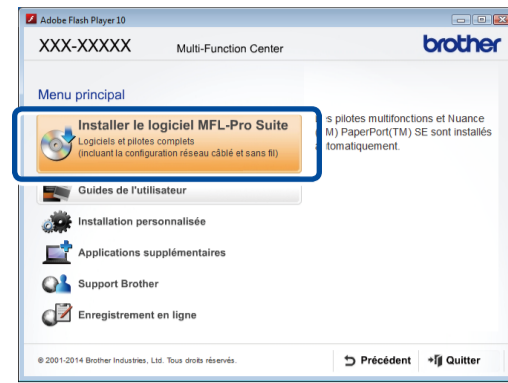 Adobe Flash Player 10
XXX-XXXXX
Multi-Function Center
brother
Menu principal
Installer le logiciel MFL-Pro Suite
Logiciels et pilotes complets
(incluant la configuration réseau câblé et sans fil)
s pilotes multifonctions et Nuance
M) PaperPort(TM) SE sont installés
tomatiquement.
Guides de l'utilisateur
Installation personnalisée
Applications supplémentaires
Support Brother
Enregistrement en ligne
© 2001-2014 Brother Industries, Ltd. Tous droits réservés.
Précédent
Quitter